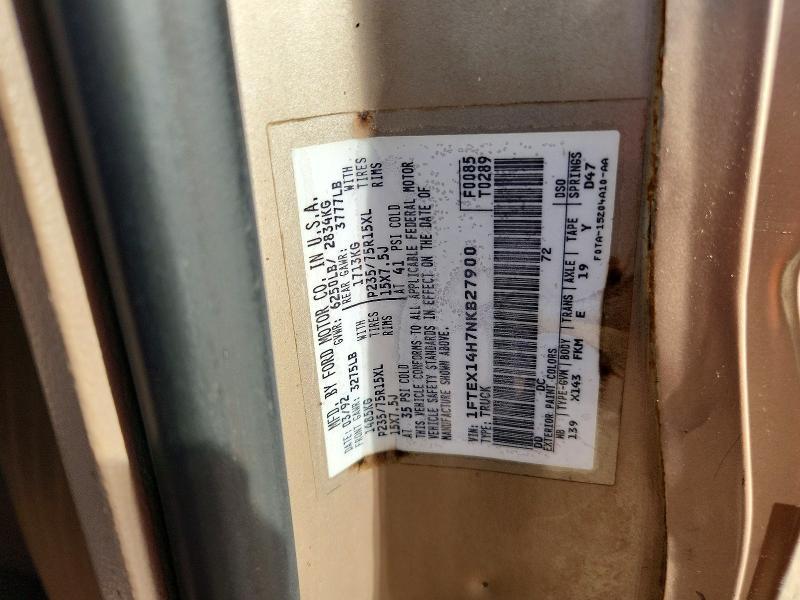 MFD. BY FORD MOTOR CO. IN U.S.A.
DATE: 03/92 GVWR: 6250LB/ 2834KG
FRONT GAWR: 3275LB REAR GAWR: 3777LB
1485KG WITH 1713KG WITH
P235/75R15XL TIRES P235/75R15XL TIRES
15X7.5J RIMS 15X7.5J RIMS
AT 35 PSI COLD AT 41 PSI COLD
THIS VEHICLE CONFORMS TO ALL APPLICABLE FEDERAL MOTOR
VEHICLE SAFETY STANDARDS IN EFFECT ON THE DATE OF
MANUFACTURE SHOWN ABOVE.
VIN: 1FTEX14H7NKB27900 F0085
TYPE: TRUCK T0289
DC 72
EXTERIOR PAINT COLORS DSO
WB TYPE-GVW BODY TRANS AXLE TAPE SPRINGS
139 X143 FKM E 19 Y D47
F0TA-15204A10-AA